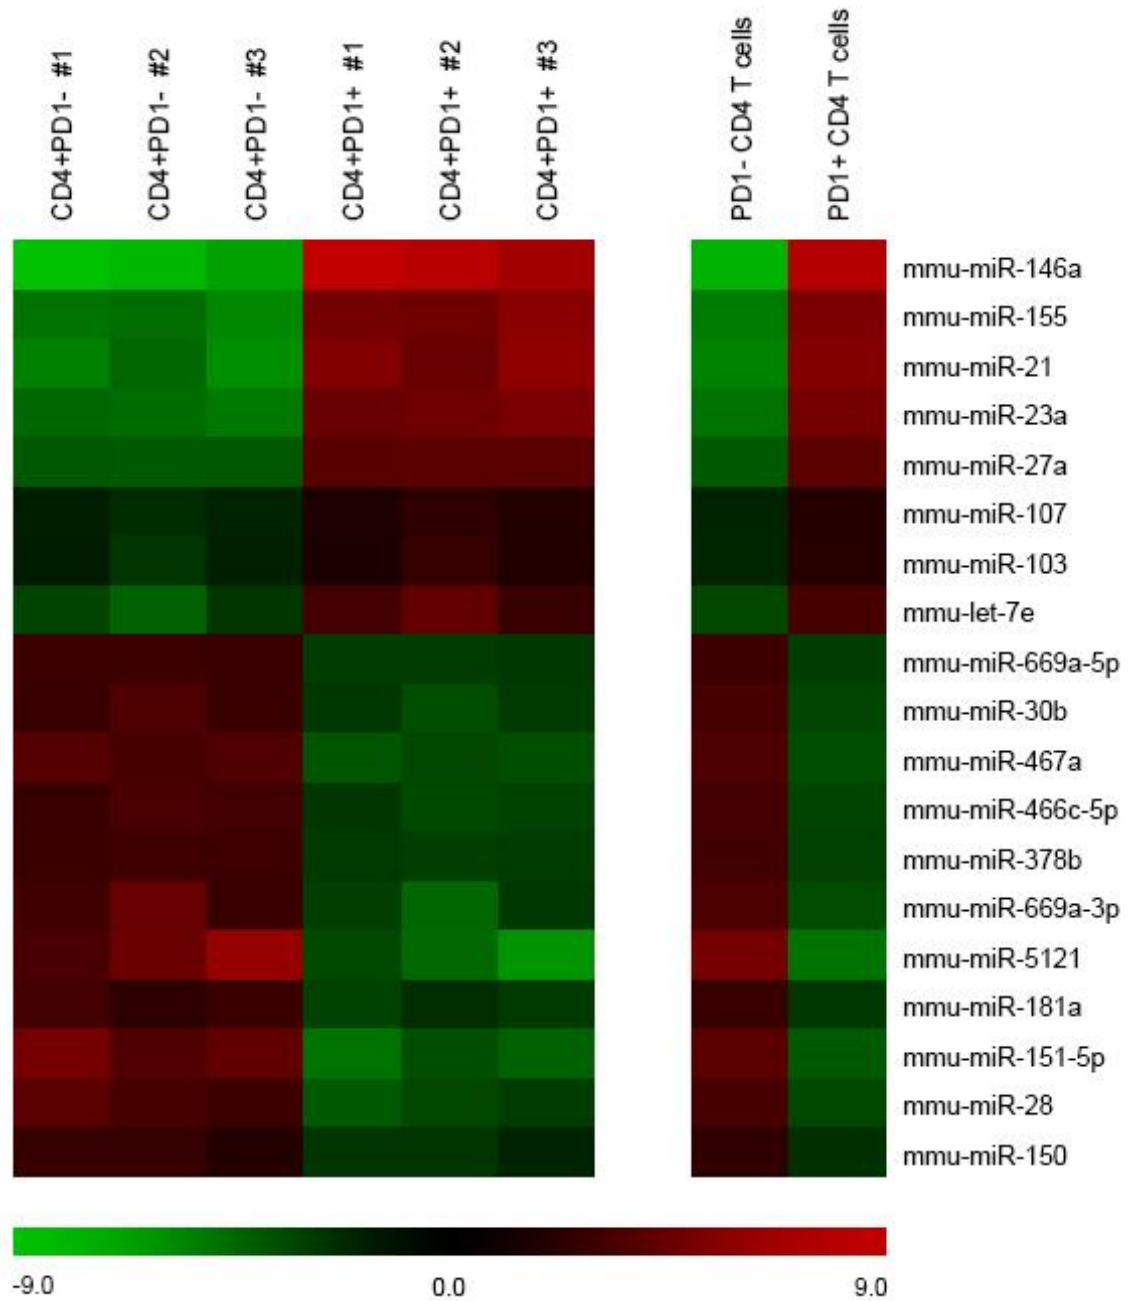 CD4+PD1- #1
CD4+PD1- #2
CD4+PD1- #3
CD4+PD1+ #1
CD4+PD1+ #2
CD4+PD1+ #3
PD1- CD4 T cells
PD1+ CD4 T cells
mmu-miR-146a
mmu-miR-155
mmu-miR-21
mmu-miR-23a
mmu-miR-27a
mmu-miR-107
mmu-miR-103
mmu-let-7e
mmu-miR-669a-5p
mmu-miR-30b
mmu-miR-467a
mmu-miR-466c-5p
mmu-miR-378b
mmu-miR-669a-3p
mmu-miR-5121
mmu-miR-181a
mmu-miR-151-5p
mmu-miR-28
mmu-miR-150
-9.0 0.0 9.0